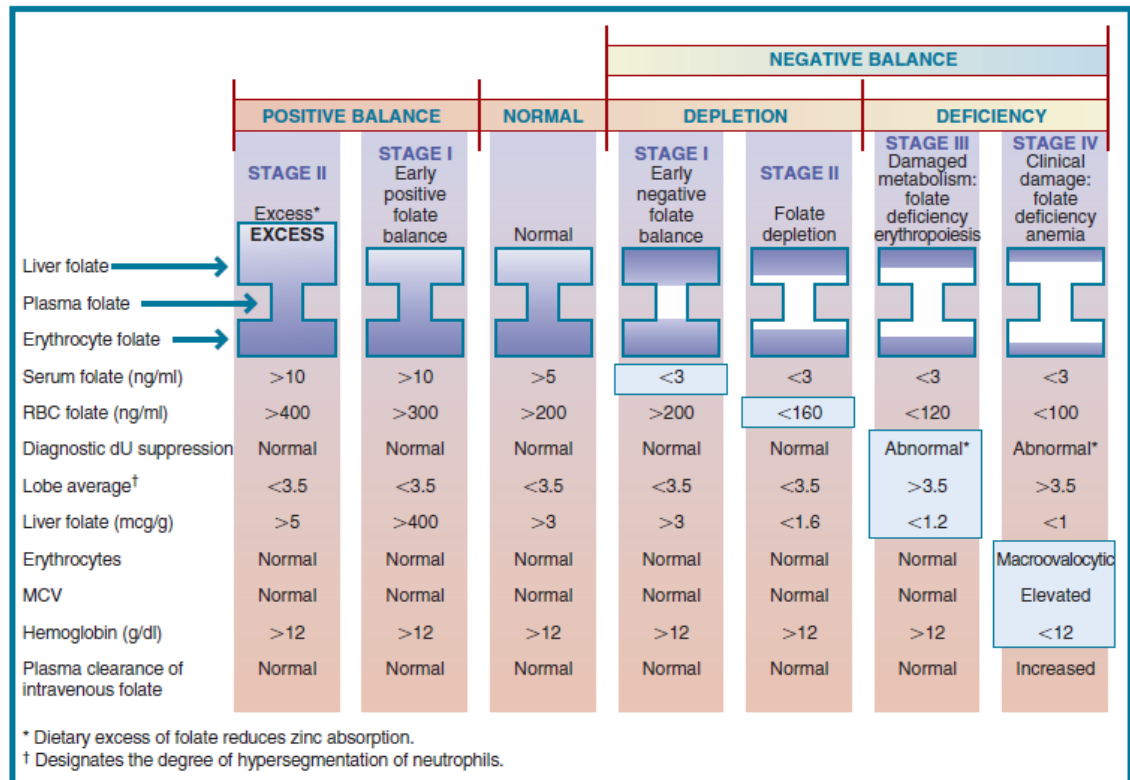 NEGATIVE BALANCE
POSITIVE BALANCE NORMAL DEPLETION DEFICIENCY
STAGE II
Excess*
EXCESS
STAGE I
Early
positive
folate
balance
Normal
STAGE I
Early
negative
folate
balance
STAGE II
Folate
depletion
STAGE III
Damaged
metabolism:
folate
deficiency
erythropoiesis
STAGE IV
Clinical
damage:
folate
deficiency
anemia
Liver folate
Plasma folate
Erythrocyte folate
Serum folate (ng/ml) >10 >10 >5 <3 <3 <3 <3
RBC folate (ng/ml) >400 >300 >200 >200 <160 <120 <100
Diagnostic dU suppression Normal Normal Normal Normal Normal Abnormal* Abnormal*
Lobe average† <3.5 <3.5 <3.5 <3.5 <3.5 >3.5 >3.5
Liver folate (mcg/g) >5 >400 >3 >3 <1.6 <1.2 <1
Erythrocytes Normal Normal Normal Normal Normal Normal Macroovalocytic
MCV Normal Normal Normal Normal Normal Normal Elevated
Hemoglobin (g/dl) >12 >12 >12 >12 >12 >12 <12
Plasma clearance of Normal Normal Normal Normal Normal Normal Increased
intravenous folate
* Dietary excess of folate reduces zinc absorption.
† Designates the degree of hypersegmentation of neutrophils.